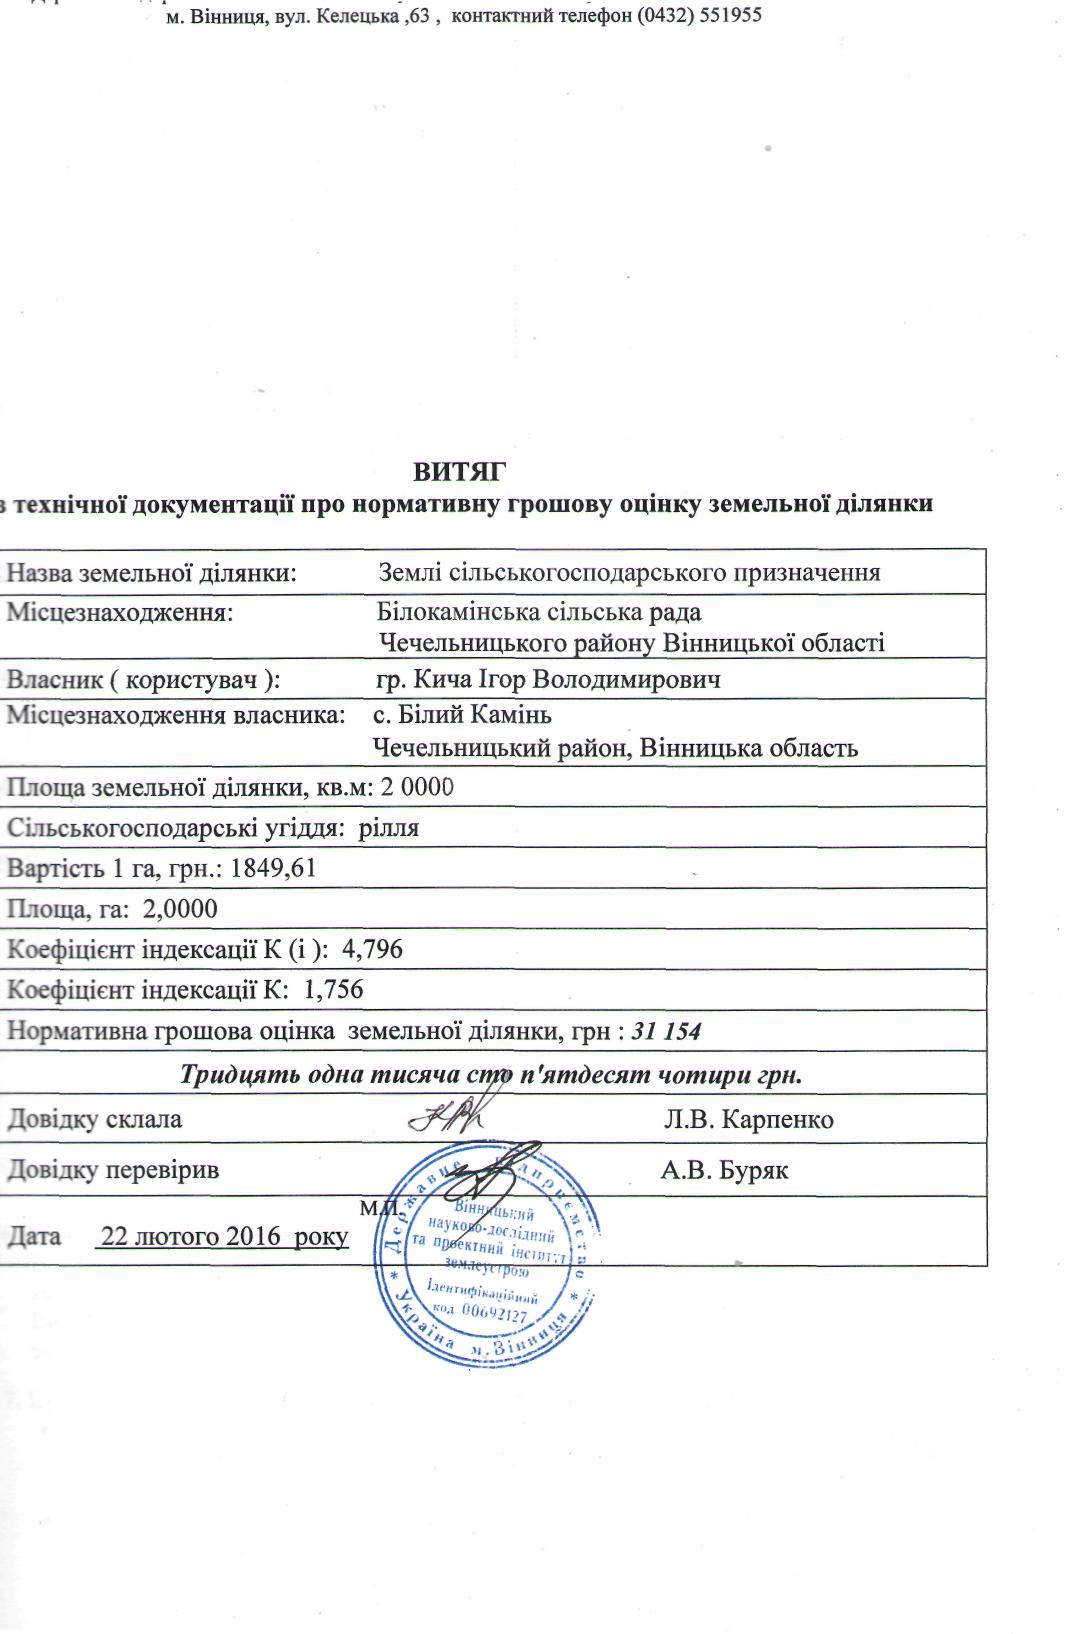 м. Вінниця, вул. Келецька ,63 , контактний телефон (0432) 551955
ВИТЯГ
з технічної документації про нормативну грошову оцінку земельної ділянки
Назва земельної ділянки: Землі сільськогосподарського призначення
Місцезнаходження: Білокамінська сільська рада
Чечельницького району Вінницької області
Власник ( користувач ): гр. Кича Ігор Володимирович
Місцезнаходження власника: с. Білий Камінь
Чечельницький район, Вінницька область
Площа земельної ділянки, кв.м: 2 0000
Сільськогосподарські угіддя: рілля
Вартість 1 га, грн.: 1849,61
Площа, га: 2,0000
Коефіцієнт індексації К (і ): 4,796
Коефіцієнт індексації К: 1,756
Нормативна грошова оцінка земельної ділянки, грн : 31 154
Тридцять одна тисяча сто п'ятдесят чотири грн.
Довідку склала Л.В. Карпенко
Довідку перевірив А.В. Буряк
М.П.
Дата 22 лютого 2016 року
Державне підприємство
Вінницький
науково-дослідний
та проектний інститут
землеустрою
Ідентифікаційний
код 00692127
* Україна м.Вінниця *